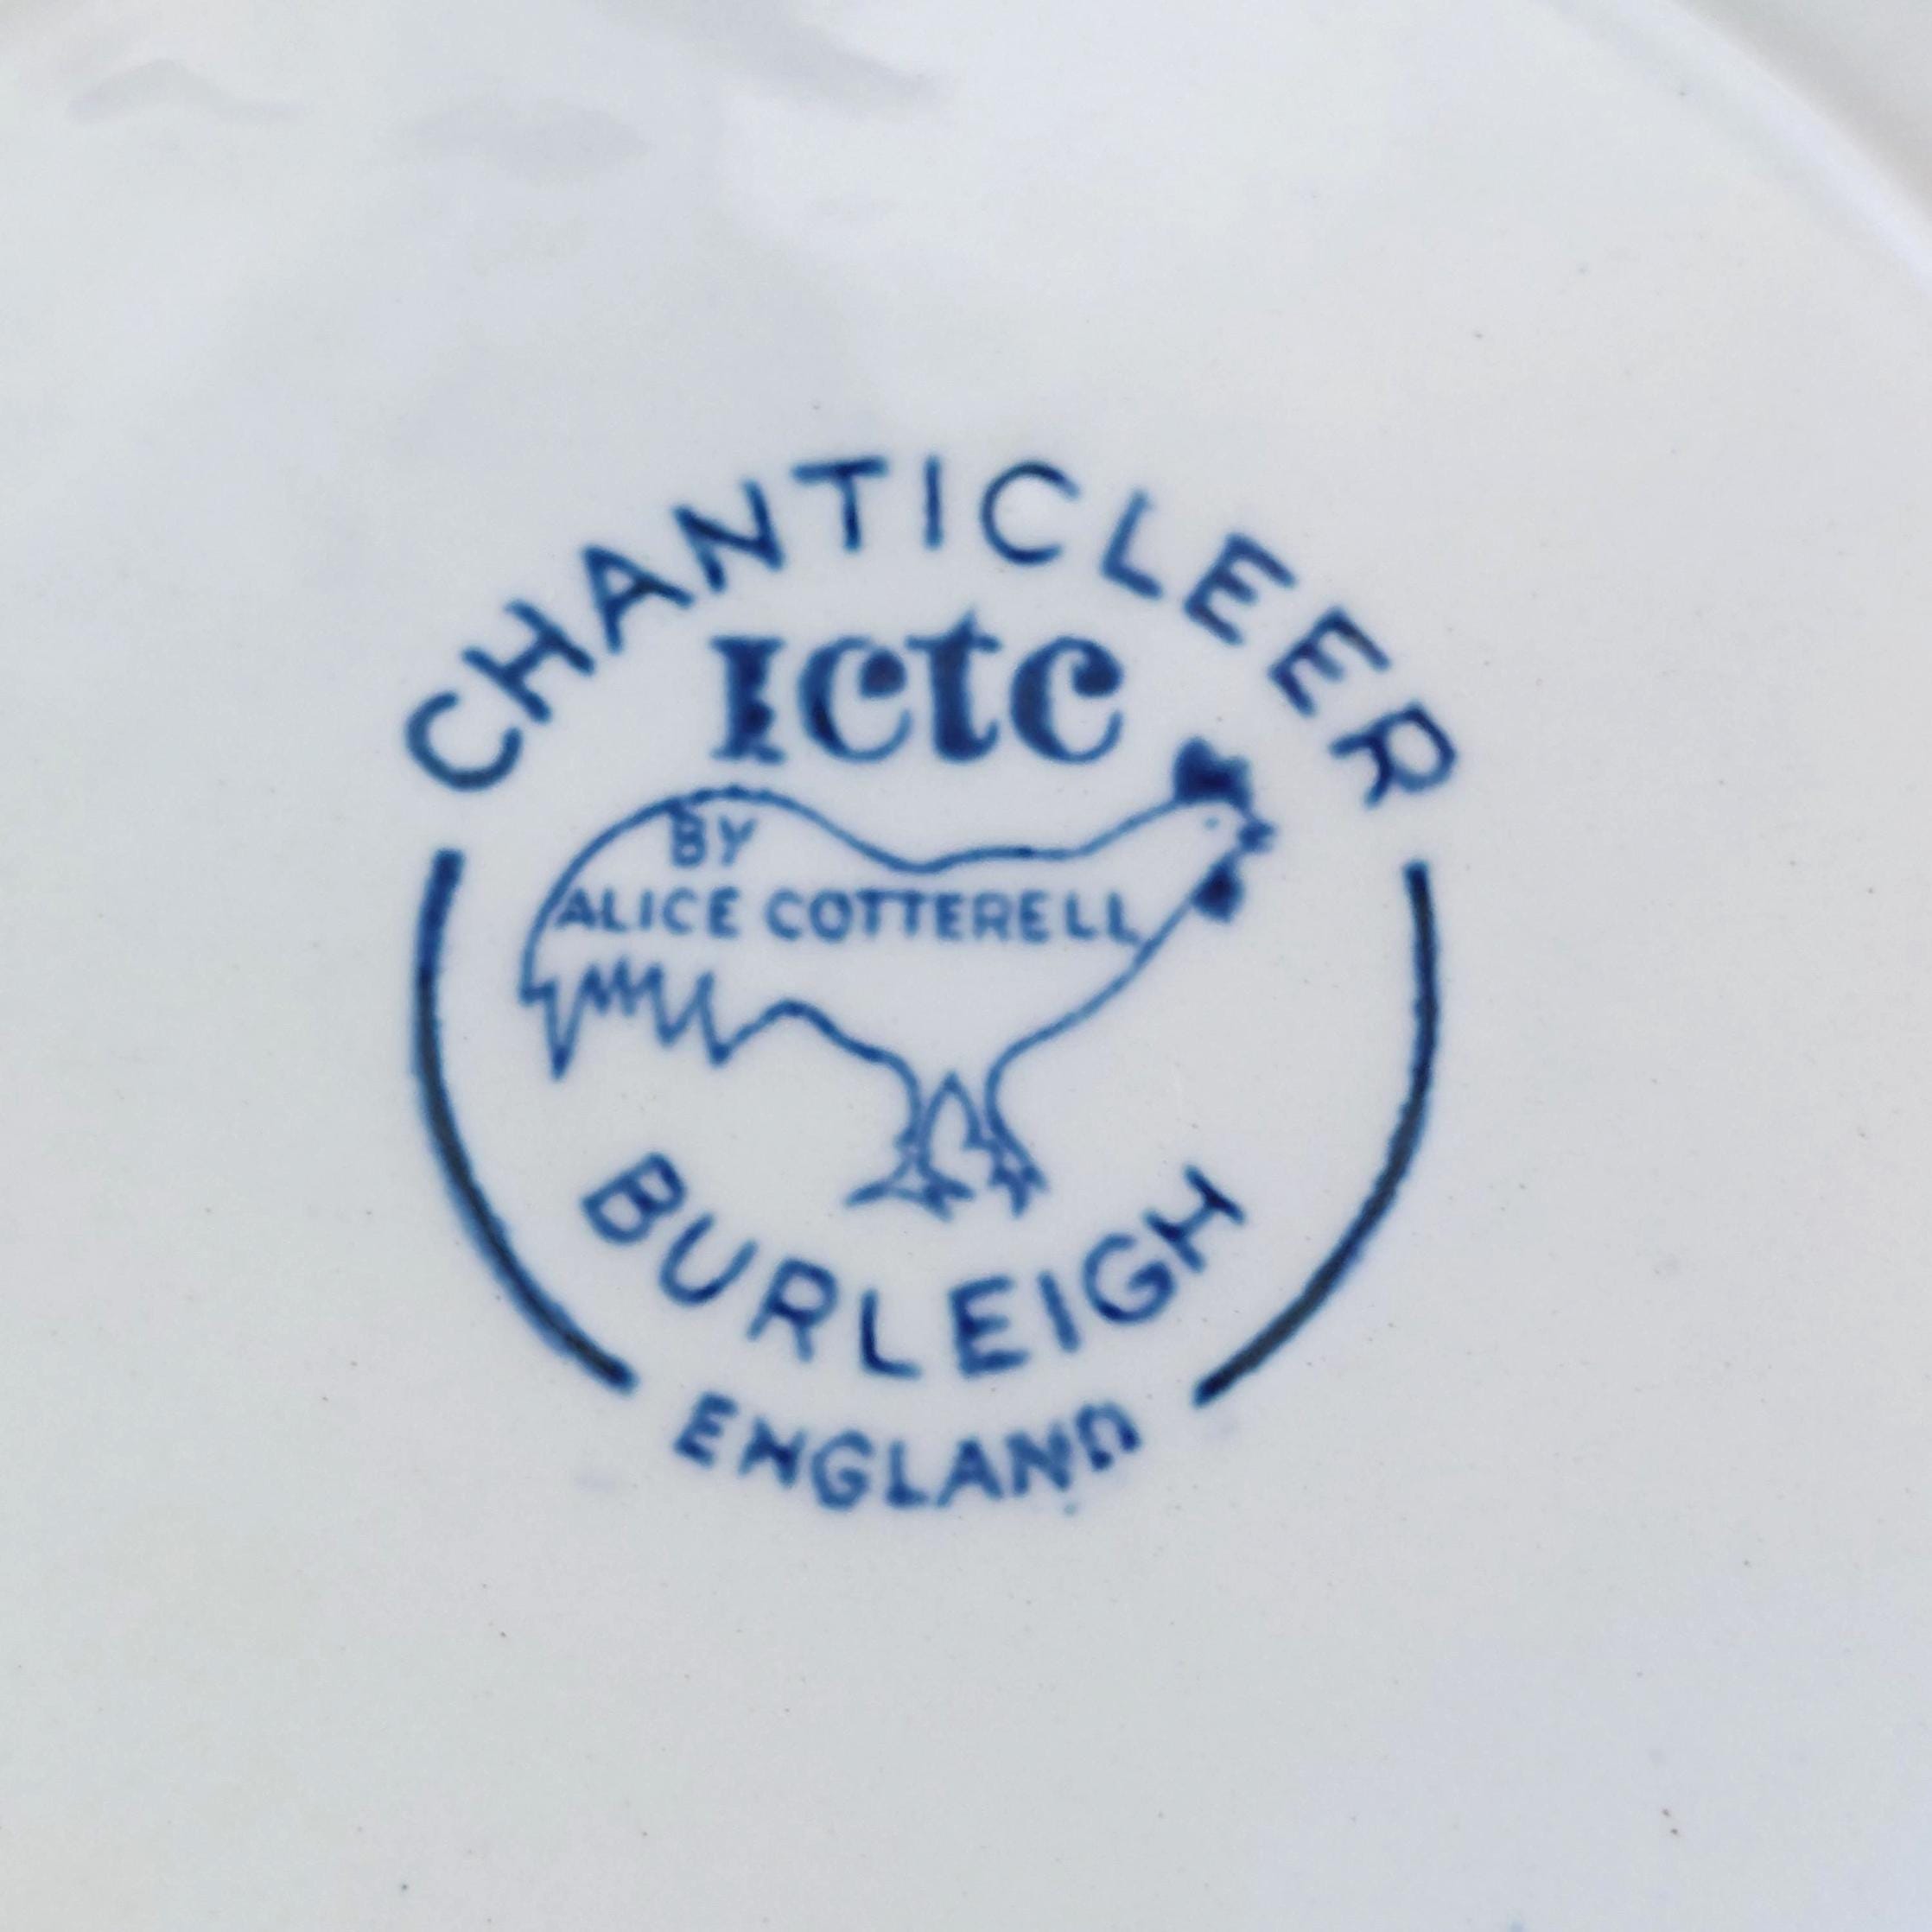 CHANTICLEER
ICTC
BY
ALICE COTTERELL
BURLEIGH
ENGLAND